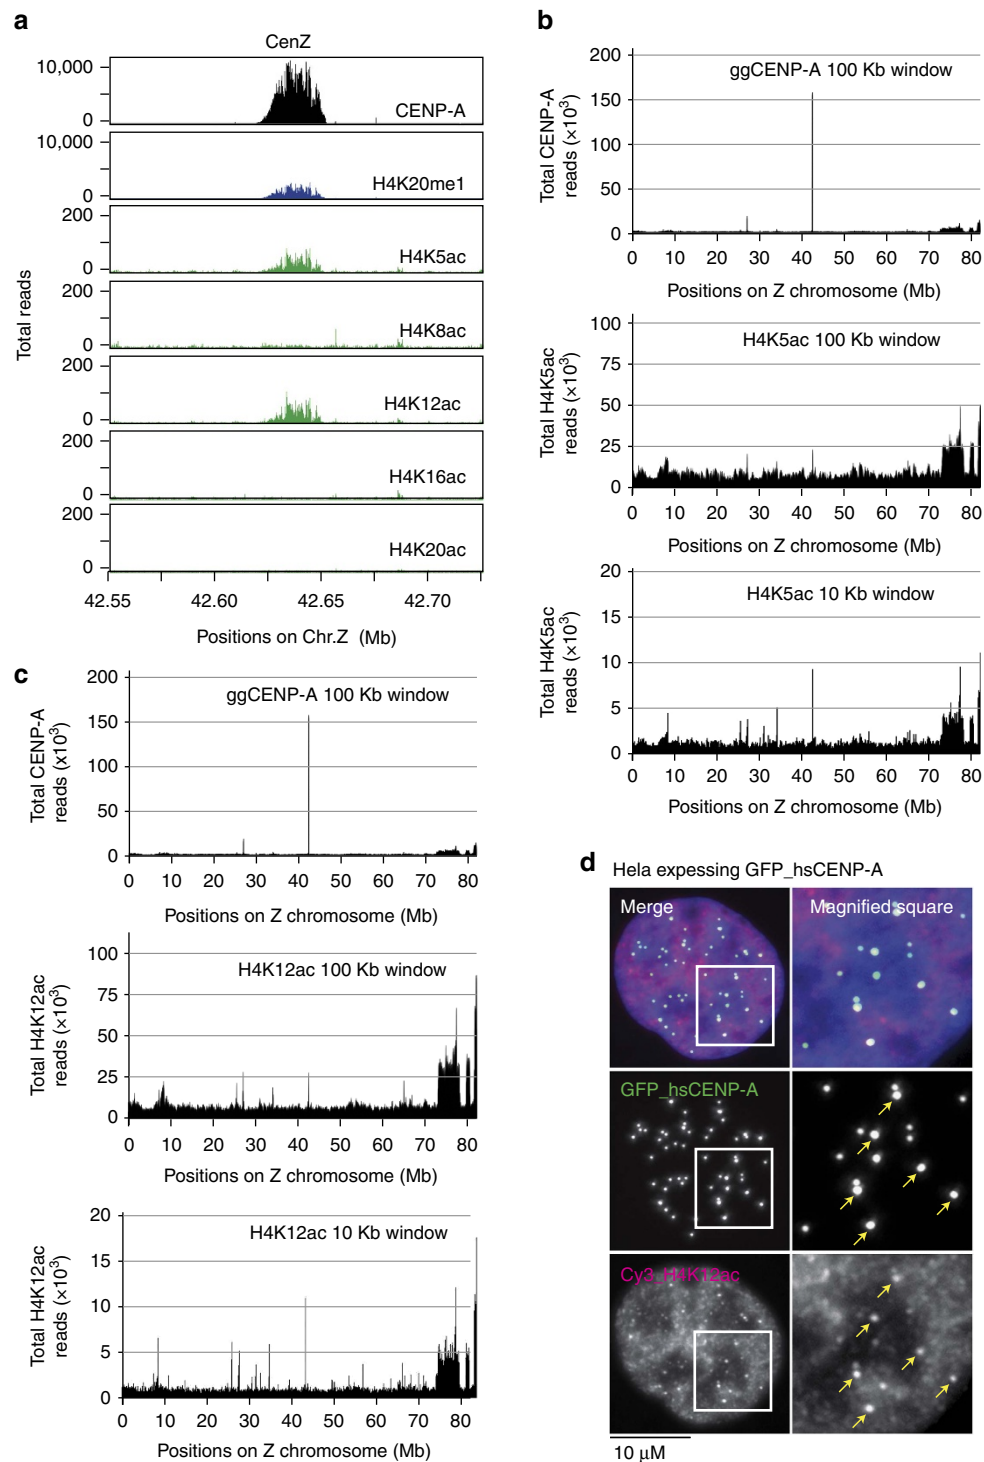 a
CenZ
10,000
0
CENP-A
10,000
0
H4K20me1
200
0
H4K5ac
200
0
H4K8ac
200
0
H4K12ac
200
0
H4K16ac
200
0
H4K20ac
Total reads
42.55 42.60 42.65 42.70
Positions on Chr.Z (Mb)
b
ggCENP-A 100 Kb window
Total CENP-A
reads (×10³)
200
150
100
50
0
0 10 20 30 40 50 60 70 80
Positions on Z chromosome (Mb)
H4K5ac 100 Kb window
Total H4K5ac
reads (×10³)
100
75
50
25
0
0 10 20 30 40 50 60 70 80
Positions on Z chromosome (Mb)
H4K5ac 10 Kb window
Total H4K5ac
reads (×10³)
20
15
10
5
0
0 10 20 30 40 50 60 70 80
Positions on Z chromosome (Mb)
c
ggCENP-A 100 Kb window
Total CENP-A
reads (x10³)
200
150
100
50
0
0 10 20 30 40 50 60 70 80
Positions on Z chromosome (Mb)
H4K12ac 100 Kb window
Total H4K12ac
reads (×10³)
100
75
50
25
0
0 10 20 30 40 50 60 70 80
Positions on Z chromosome (Mb)
H4K12ac 10 Kb window
Total H4K12ac
reads (×10³)
20
15
10
5
0
0 10 20 30 40 50 60 70 80
Positions on Z chromosome (Mb)
d
Hela expessing GFP_hsCENP-A
Merge
Magnified square
GFP_hsCENP-A
Cy3_H4K12ac
10 µM